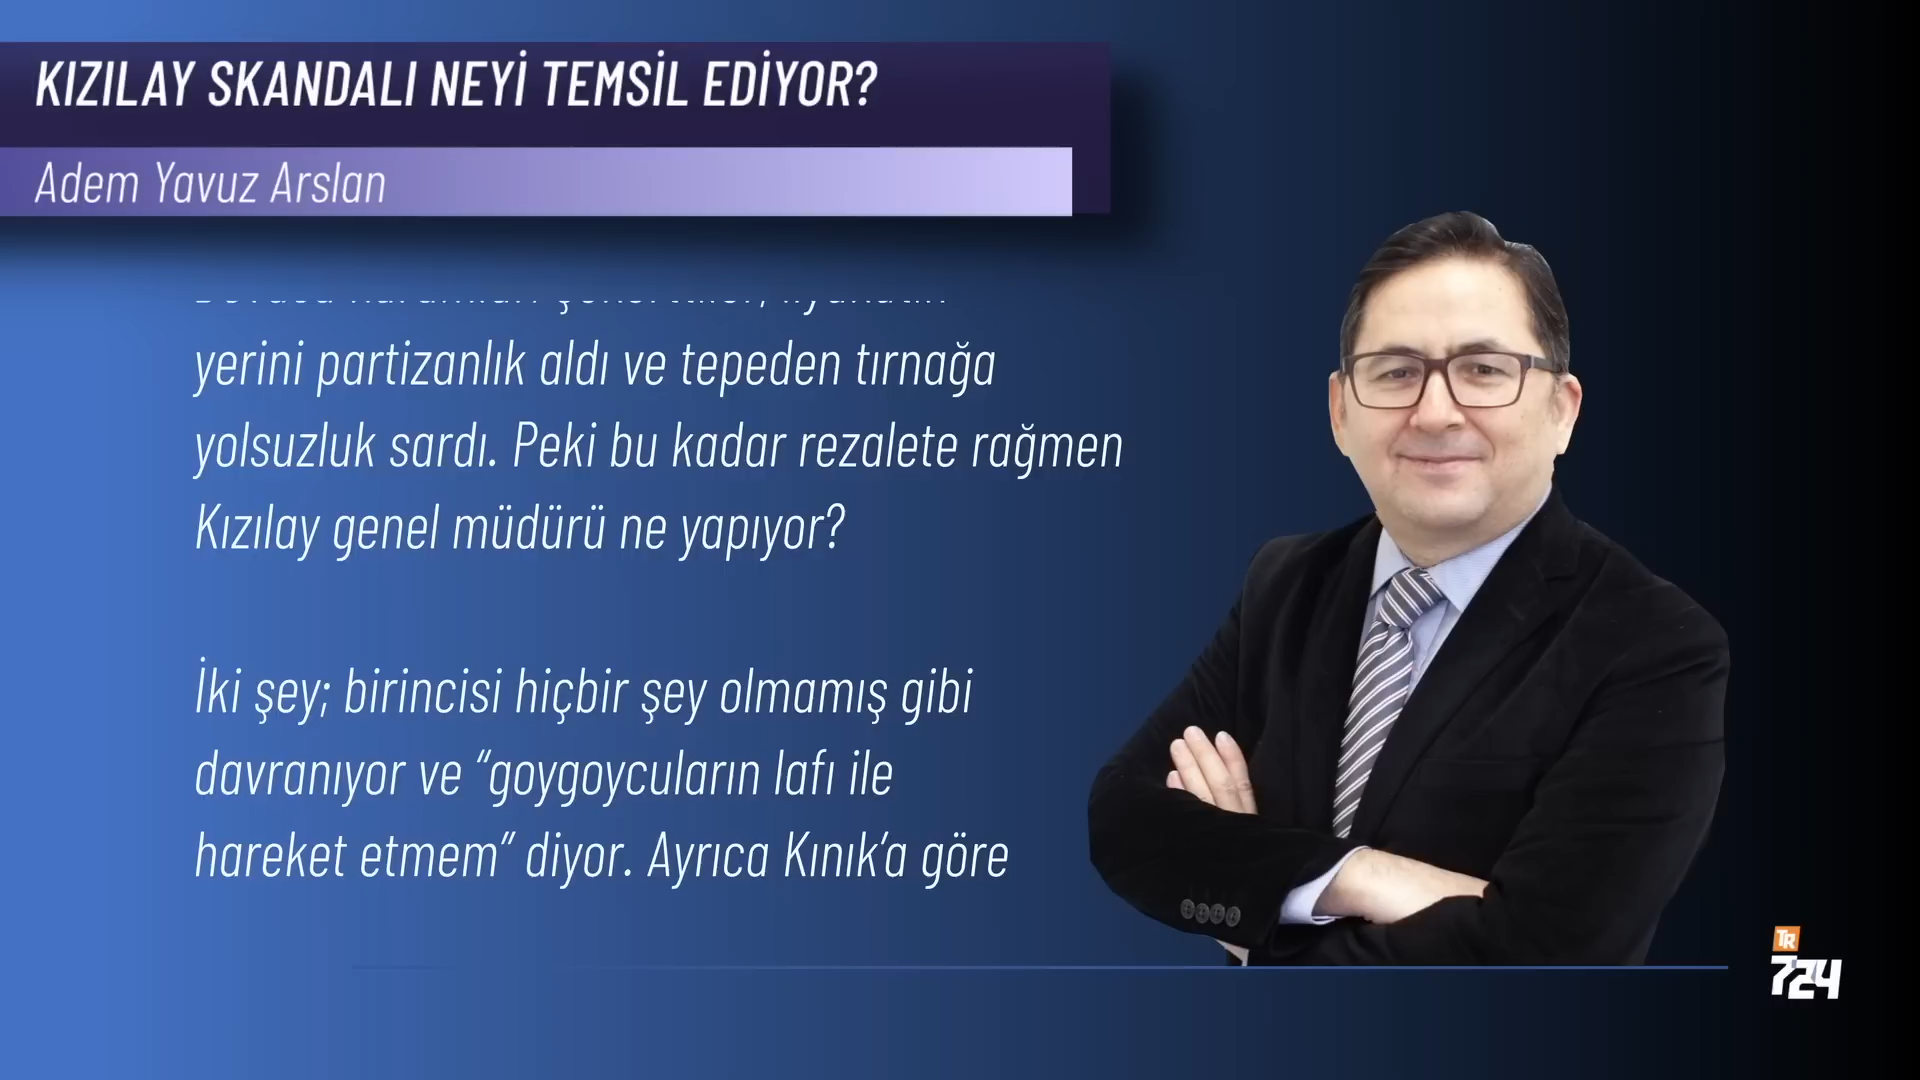 KIZILAY SKANDALI NEYİ TEMSİL EDİYOR?
Adem Yavuz Arslan
yerini partizanlık aldı ve tepeden tırnağa
yolsuzluk sardı. Peki bu kadar rezalete rağmen
Kızılay genel müdürü ne yapıyor?
İki şey; birincisi hiçbir şey olmamış gibi
davranıyor ve “goygoycuların lafı ile
hareket etmem” diyor. Ayrıca Kınık’a göre
TR
724